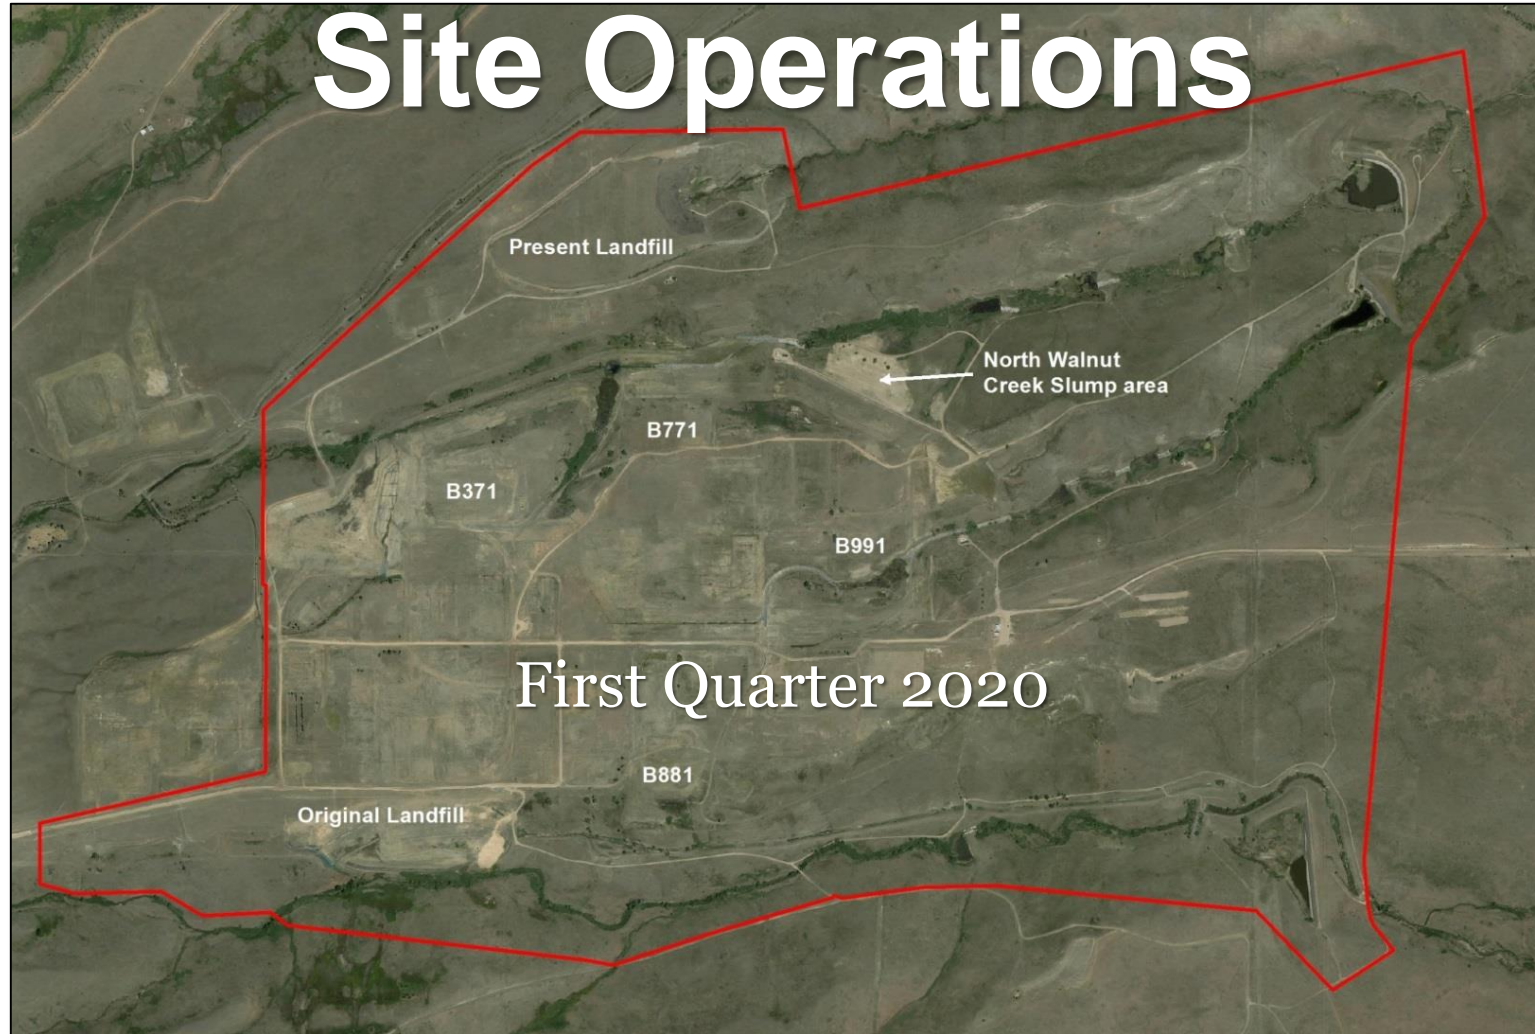 Site Operations
Present Landfill
North Walnut
Creek Slump area
B771
B371
B991
First Quarter 2020
B881
Original Landfill